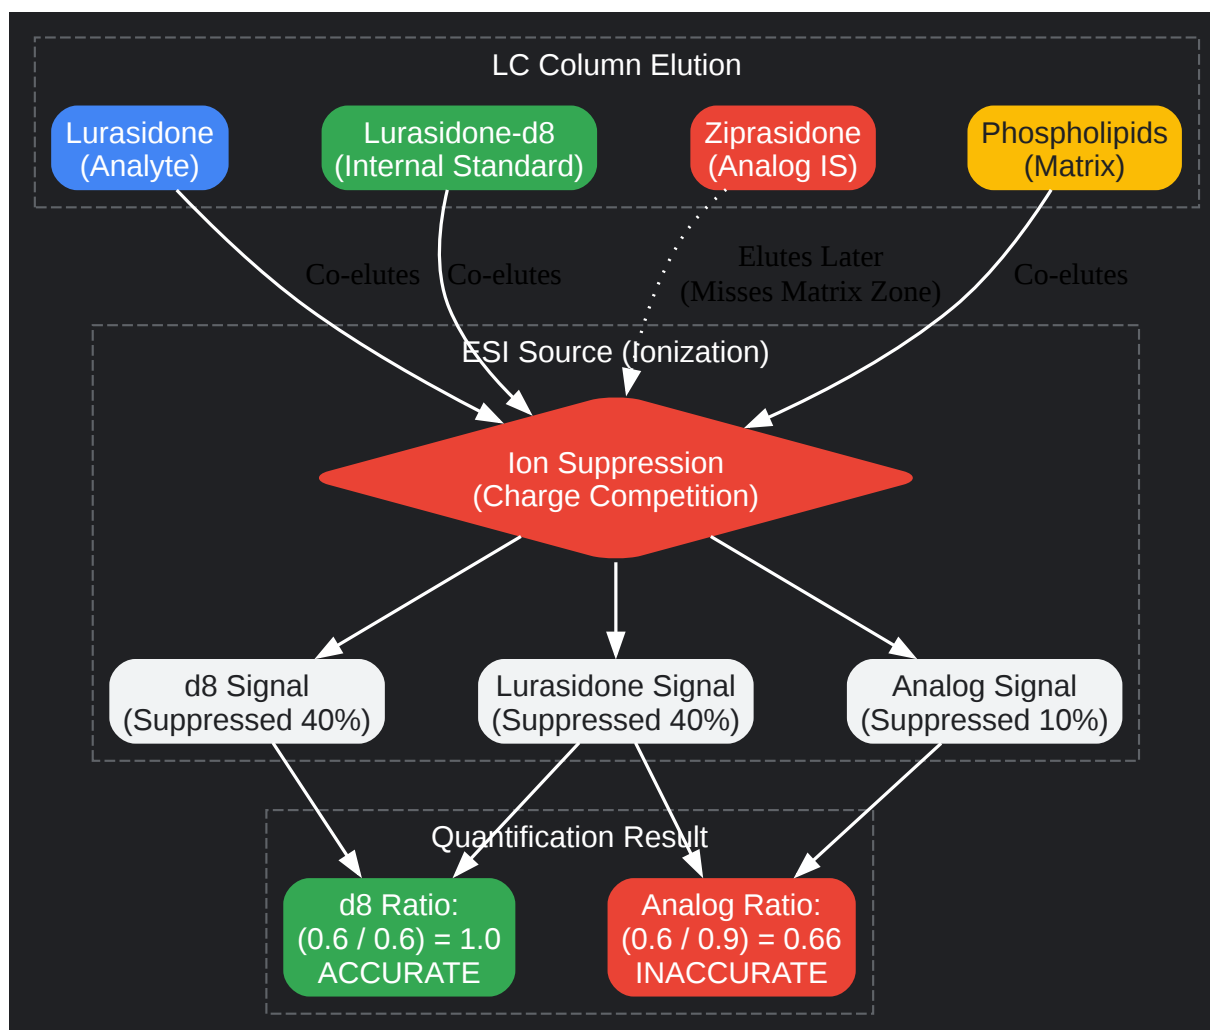 LC Column Elution
Lurasidone
(Analyte)
Lurasidone-d8
(Internal Standard)
Ziprasidone
(Analog IS)
Phospholipids
(Matrix)
Co-elutes
Co-elutes
Elutes Later
(Misses Matrix Zone)
Co-elutes
ESI Source (Ionization)
Ion Suppression
(Charge Competition)
d8 Signal
(Suppressed 40%)
Lurasidone Signal
(Suppressed 40%)
Analog Signal
(Suppressed 10%)
Quantification Result
d8 Ratio:
(0.6 / 0.6) = 1.0
ACCURATE
Analog Ratio:
(0.6 / 0.9) = 0.66
INACCURATE